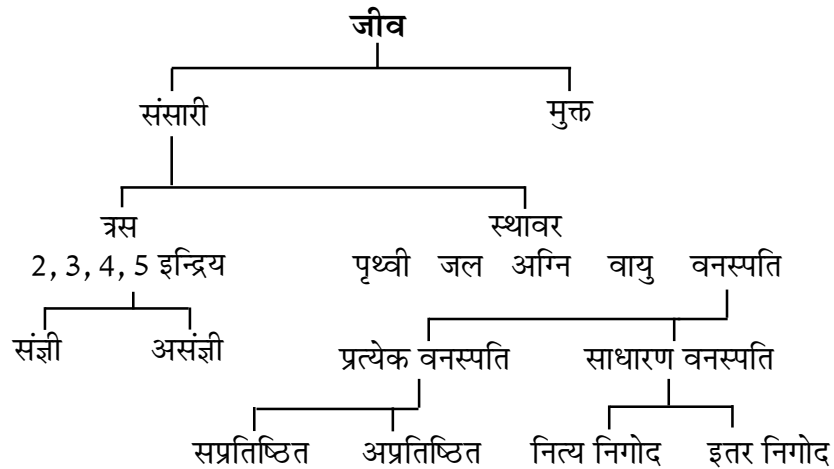 जीव
संसारी मुक्त
त्रस स्थावर
2, 3, 4, 5 इन्द्रिय पृथ्वी जल अग्नि वायु वनस्पति
संज्ञी असंज्ञी प्रत्येक वनस्पति साधारण वनस्पति
सप्रतिष्ठित अप्रतिष्ठित नित्य निगोद इतर निगोद